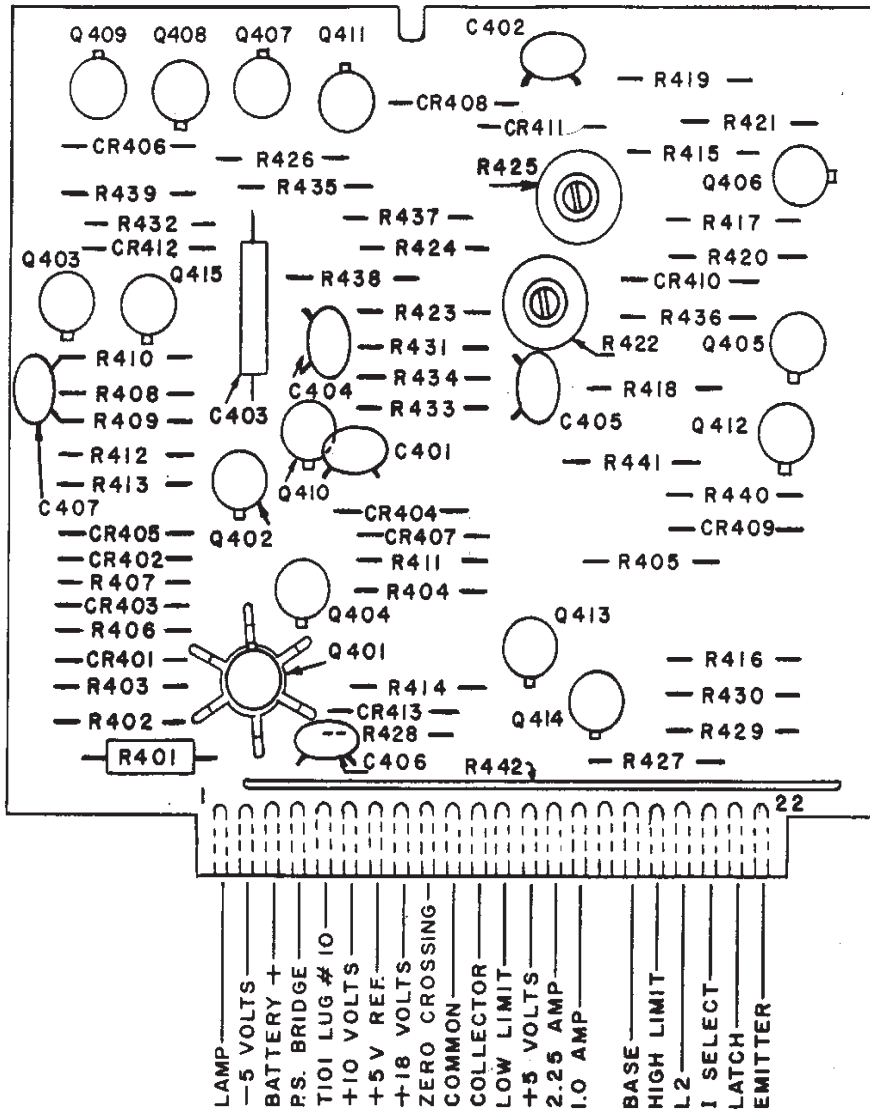 Q409 Q408 Q407 Q411 C402
R419
CR408
CR411
R421
CR406
R426
R425
R415
Q406
R439
R435
R432
R437
R417
CR412
R424
R420
Q403
Q415
R438
CR410
R423
R436
R410
R431
R422
Q405
R408
C403
C404
R434
R418
R409
R433
C405
Q412
R412
C401
R441
R413
Q410
R440
C407
Q402
CR404
CR405
CR407
CR409
CR402
R411
R405
R407
R404
CR403
Q404
Q413
R406
Q401
CR401
R416
R403
R414
R430
CR413
Q414
R402
R428
R429
R401
C406
R442
R427
1
22
LAMP
-5 VOLTS
BATTERY +
P.S. BRIDGE
T101 LUG # 10
+10 VOLTS
+5V REF.
+18 VOLTS
ZERO CROSSING
COMMON
COLLECTOR
LOW LIMIT
+5 VOLTS
2.25 AMP
1.0 AMP
BASE
HIGH LIMIT
L2
I SELECT
LATCH
EMITTER